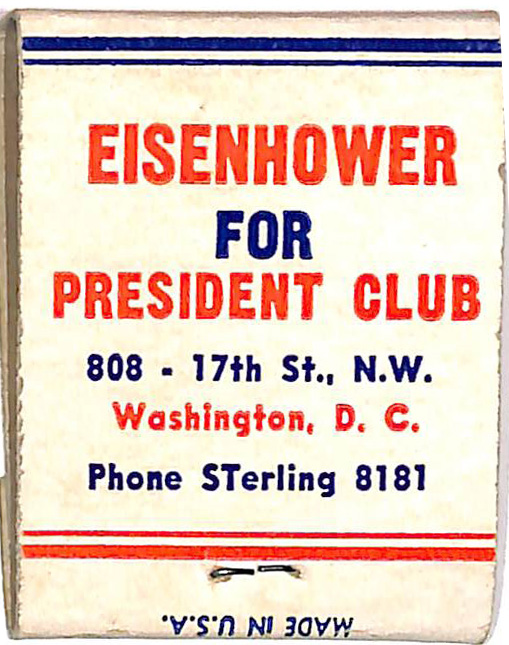 EISENHOWER
FOR
PRESIDENT CLUB
808 - 17th St., N.W.
Washington, D. C.
Phone STerling 8181
MADE IN U.S.A.